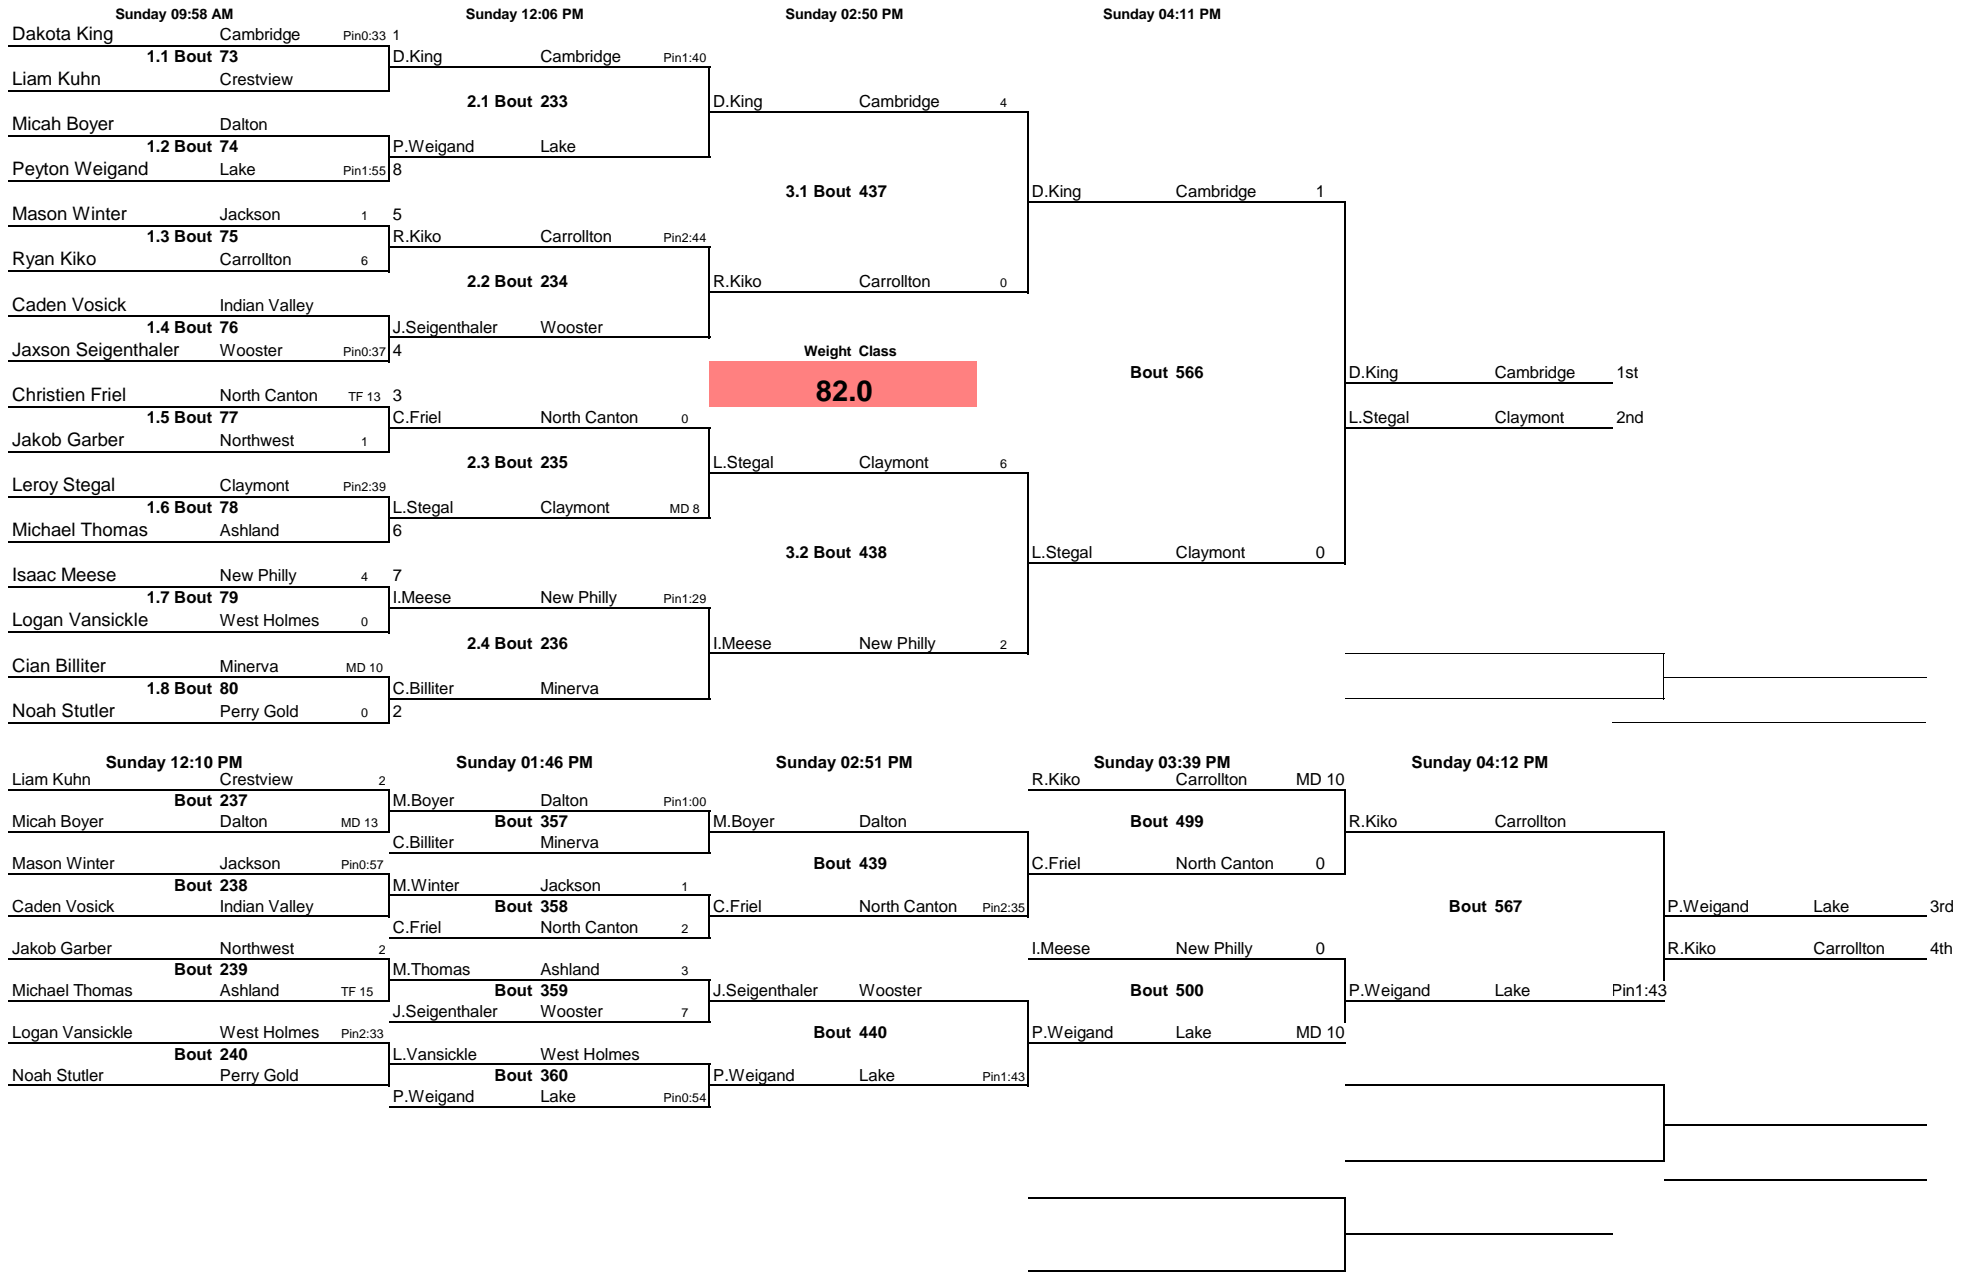 Sunday 09:58 AM Sunday 12:06 PM Sunday 02:50 PM Sunday 04:11 PM
Dakota King Cambridge Pin0:33 1
1.1 Bout 73 D.King Cambridge Pin1:40
Liam Kuhn Crestview
2.1 Bout 233 D.King Cambridge 4
Micah Boyer Dalton
1.2 Bout 74 P.Weigand Lake
Peyton Weigand Lake Pin1:55 8
3.1 Bout 437 D.King Cambridge 1
Mason Winter Jackson 1 5
1.3 Bout 75 R.Kiko Carrollton Pin2:44
Ryan Kiko Carrollton 6
2.2 Bout 234 R.Kiko Carrollton 0
Caden Vosick Indian Valley
1.4 Bout 76 J.Seigenthaler Wooster
Jaxson Seigenthaler Wooster Pin0:37 4 Weight Class
Bout 566 D.King Cambridge 1st
82.0
Christien Friel North Canton TF 13 3
1.5 Bout 77 C.Friel North Canton 0 L.Stegal Claymont 2nd
Jakob Garber Northwest 1
2.3 Bout 235 L.Stegal Claymont 6
Leroy Stegal Claymont Pin2:39
1.6 Bout 78 L.Stegal Claymont MD 8
Michael Thomas Ashland 6
3.2 Bout 438 L.Stegal Claymont 0
Isaac Meese New Philly 4 7
1.7 Bout 79 I.Meese New Philly Pin1:29
Logan Vansickle West Holmes 0
2.4 Bout 236 I.Meese New Philly 2
Cian Billiter Minerva MD 10
1.8 Bout 80 C.Billiter Minerva
Noah Stutler Perry Gold 0 2
Sunday 12:10 PM Sunday 01:46 PM Sunday 02:51 PM Sunday 03:39 PM Sunday 04:12 PM
Liam Kuhn Crestview 2 R.Kiko Carrollton MD 10
Bout 237 M.Boyer Dalton Pin1:00
Micah Boyer Dalton MD 13 Bout 357 M.Boyer Dalton Bout 499 R.Kiko Carrollton
C.Billiter Minerva
Mason Winter Jackson Pin0:57 Bout 439 C.Friel North Canton 0
Bout 238 M.Winter Jackson 1
Caden Vosick Indian Valley Bout 358 C.Friel North Canton Pin2:35 Bout 567 P.Weigand Lake 3rd
C.Friel North Canton 2
Jakob Garber Northwest 2 I.Meese New Philly 0 R.Kiko Carrollton 4th
Bout 239 M.Thomas Ashland 3
Michael Thomas Ashland TF 15 Bout 359 J.Seigenthaler Wooster Bout 500 P.Weigand Lake Pin1:43
J.Seigenthaler Wooster 7
Logan Vansickle West Holmes Pin2:33 Bout 440 P.Weigand Lake MD 10
Bout 240 L.Vansickle West Holmes
Noah Stutler Perry Gold Bout 360 P.Weigand Lake Pin1:43
P.Weigand Lake Pin0:54